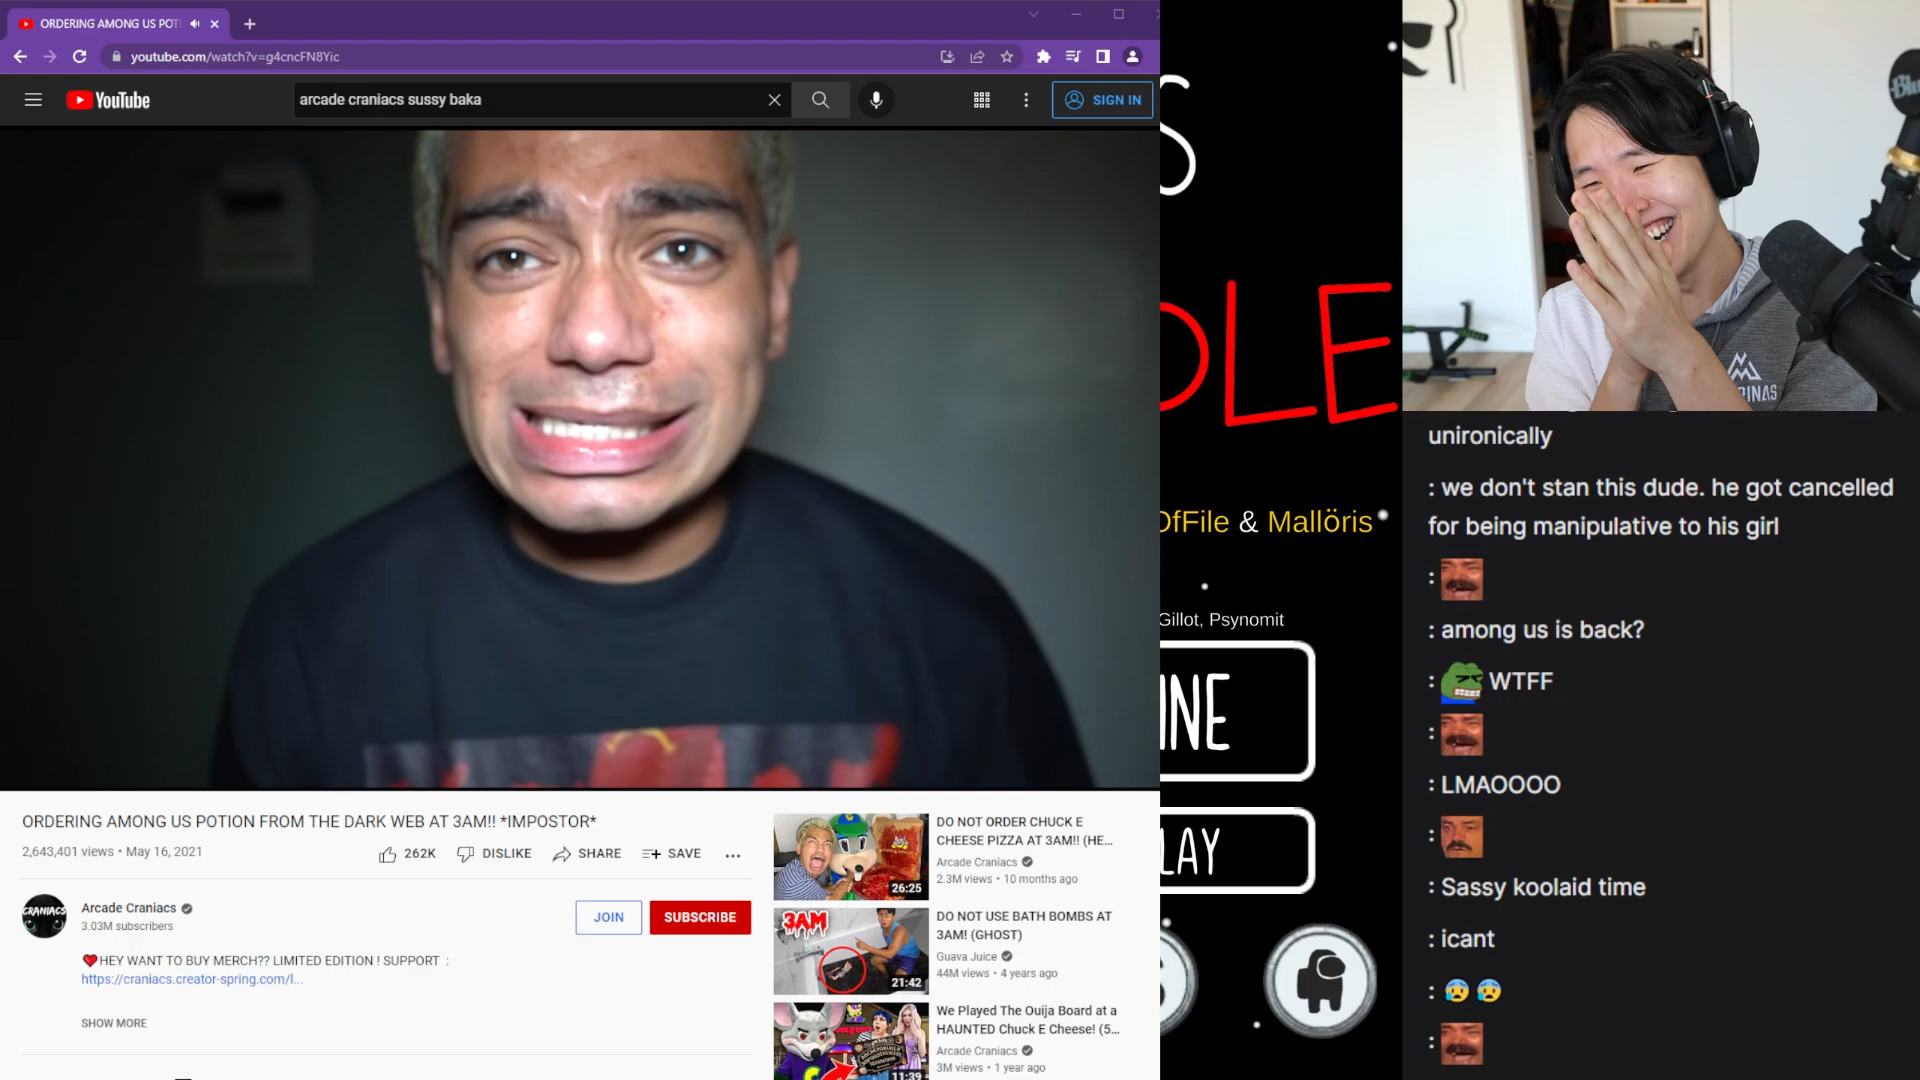 ORDERING AMONG US POT
youtube.com/watch?v=g4cncFN8Yic
YouTube
arcade craniacs sussy baka
SIGN IN
ORDERING AMONG US POTION FROM THE DARK WEB AT 3AM!! *IMPOSTOR*
2,643,401 views • May 16, 2021
262K
DISLIKE
SHARE
SAVE
CRANIACS
Arcade Craniacs
3.03M subscribers
JOIN
SUBSCRIBE
❤️HEY WANT TO BUY MERCH?? LIMITED EDITION ! SUPPORT :
https://craniacs.creator-spring.com/l...
SHOW MORE
26:25
DO NOT ORDER CHUCK E
CHEESE PIZZA AT 3AM!! (HE...
Arcade Craniacs
2.3M views • 10 months ago
3AM
21:42
DO NOT USE BATH BOMBS AT
3AM! (GHOST)
Guava Juice
44M views • 4 years ago
11:39
We Played The Ouija Board at a
HAUNTED Chuck E Cheese! (5...
Arcade Craniacs
3M views • 1 year ago
S
OLE
OfFile & Mallöris
Gillot, Psynomit
INE
LAY
Blu
RINAS
unironically
: we don't stan this dude. he got cancelled
for being manipulative to his girl
:
: among us is back?
: WTFF
:
: LMAOOOO
:
: Sassy koolaid time
: icant
: 😰 😰
: